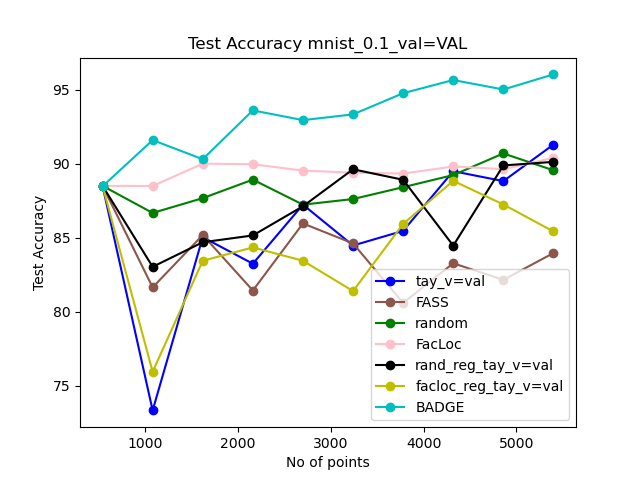 Test Accuracy mnist_0.1_val=VAL
Test Accuracy
95
90
85
80
75
1000 2000 3000 4000 5000
No of points
tay_v=val
FASS
random
FacLoc
rand_reg_tay_v=val
facloc_reg_tay_v=val
BADGE